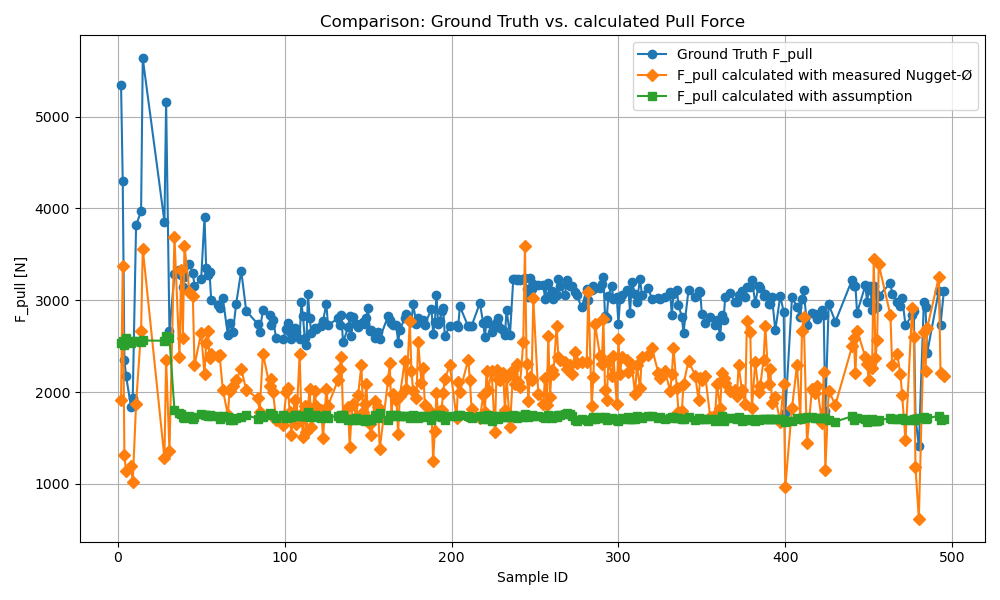 Comparison: Ground Truth vs. calculated Pull Force
Ground Truth F_pull
F_pull calculated with measured Nugget-Ø
F_pull calculated with assumption
F_pull [N]
5000
4000
3000
2000
1000
0
100
200
300
400
500
Sample ID